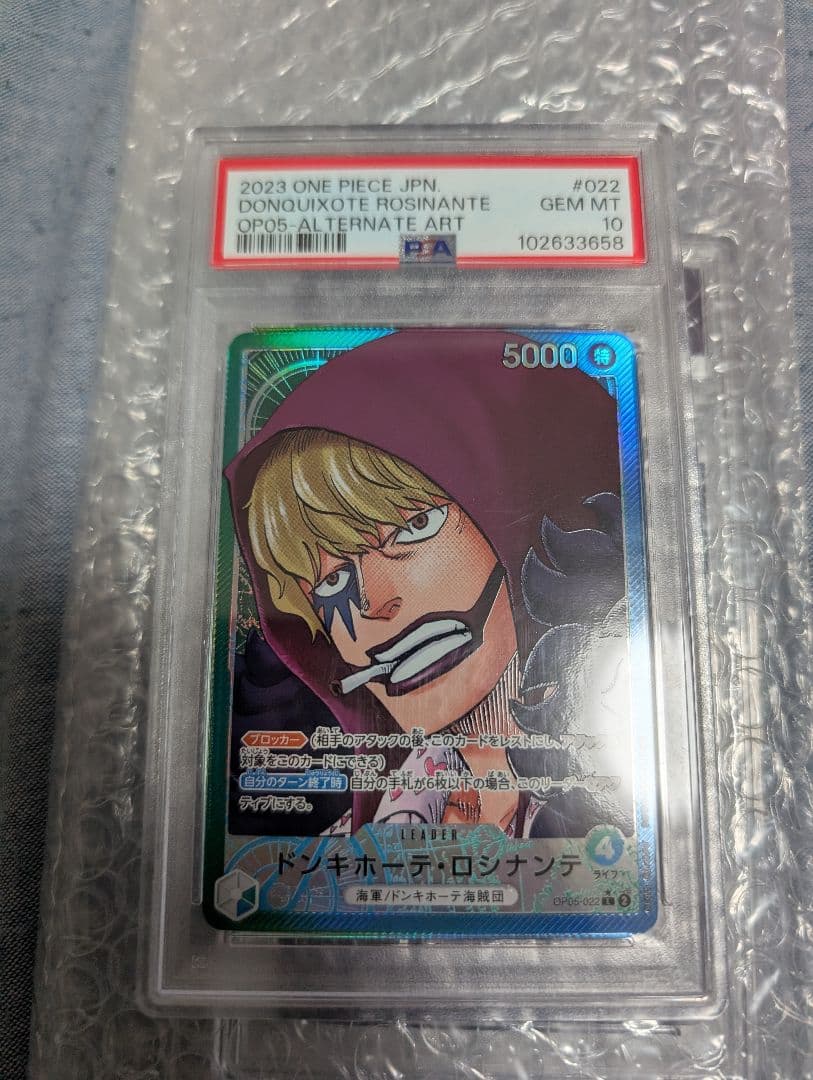 2023 ONE PIECE JPN. #022
DONQUIXOTE ROSINANTE GEM MT
OP05-ALTERNATE ART 10
PSA 102633658
5000 特
ブロッカー (相手のアタックの後、このカードをレストにし、アタ
対象をこのカードにできる)
自分のターン終了時 自分の手札が6枚以下の場合、このリーダー
ティブにする。
LEADER
ドンキホーテ・ロシナンテ 4
ライフ
海軍/ドンキホーテ海賊団
OP05-022 L 2